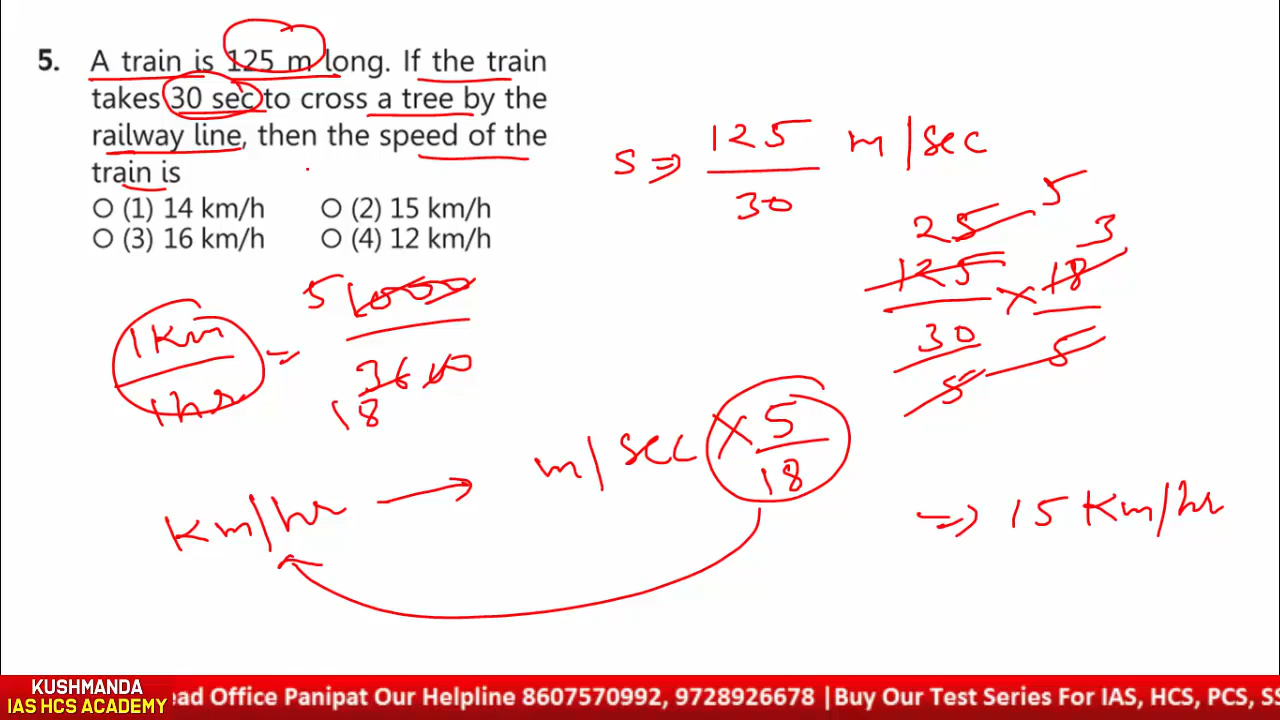 5. A train is 125 m long. If the train
takes 30 sec to cross a tree by the
railway line, then the speed of the
train is
O (1) 14 km/h O (2) 15 km/h
O (3) 16 km/h O (4) 12 km/h
S ⇒ 125/30 m/sec
5
25 3
125/30 × 18/5
5
1km/1hr = 1000/3600
5
18
km/hr → m/sec × 5/18
⇒ 15 Km/hr
KUSHMANDA
IAS HCS ACADEMY
ead Office Panipat Our Helpline 8607570992, 9728926678 |Buy Our Test Series For IAS, HCS, PCS, SS